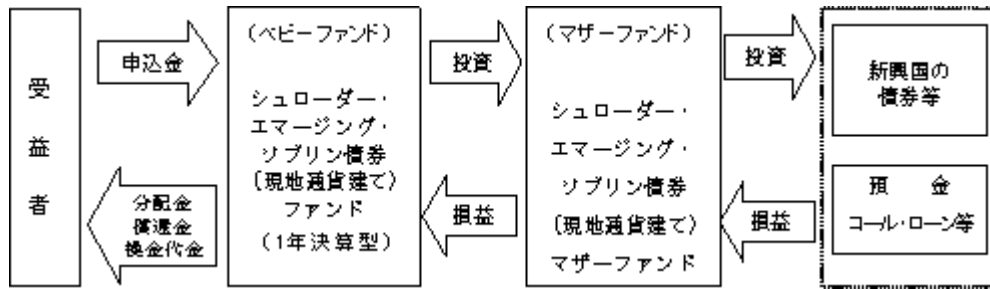 受益者
申込金
分配金
償還金
換金代金
(ベビーファンド)
シュローダー・
エマージング・
ソブリン債券
(現地通貨建て)
ファンド
(1年決算型)
投資
損益
(マザーファンド)
シュローダー・
エマージング・
ソブリン債券
(現地通貨建て)
マザーファンド
投資
損益
新興国の
債券等
預 金
コール・ローン等